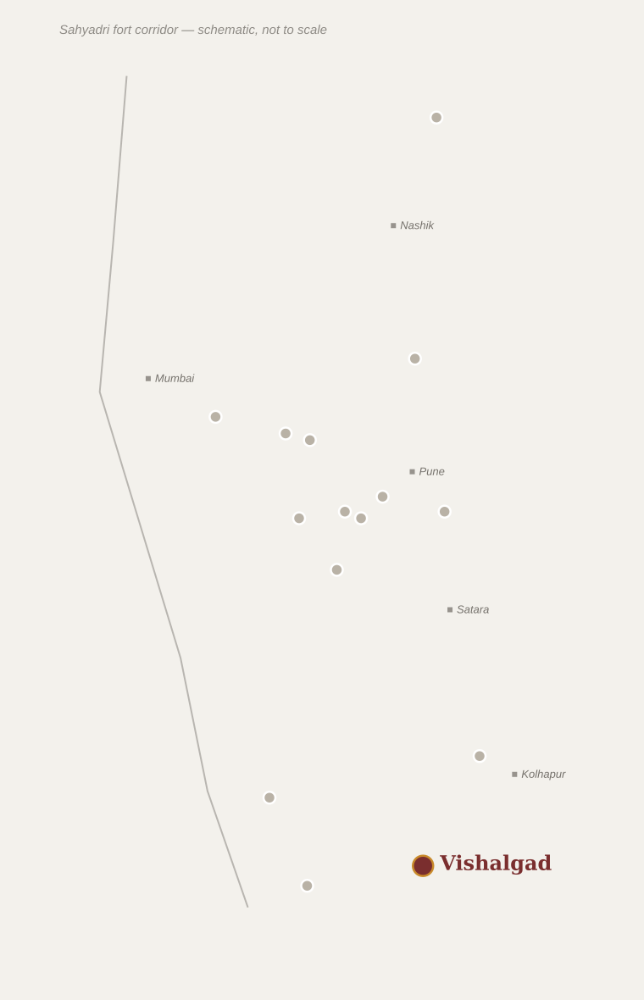 Sahyadri fort corridor — schematic, not to scale
Nashik
Mumbai
Pune
Satara
Kolhapur
Vishalgad